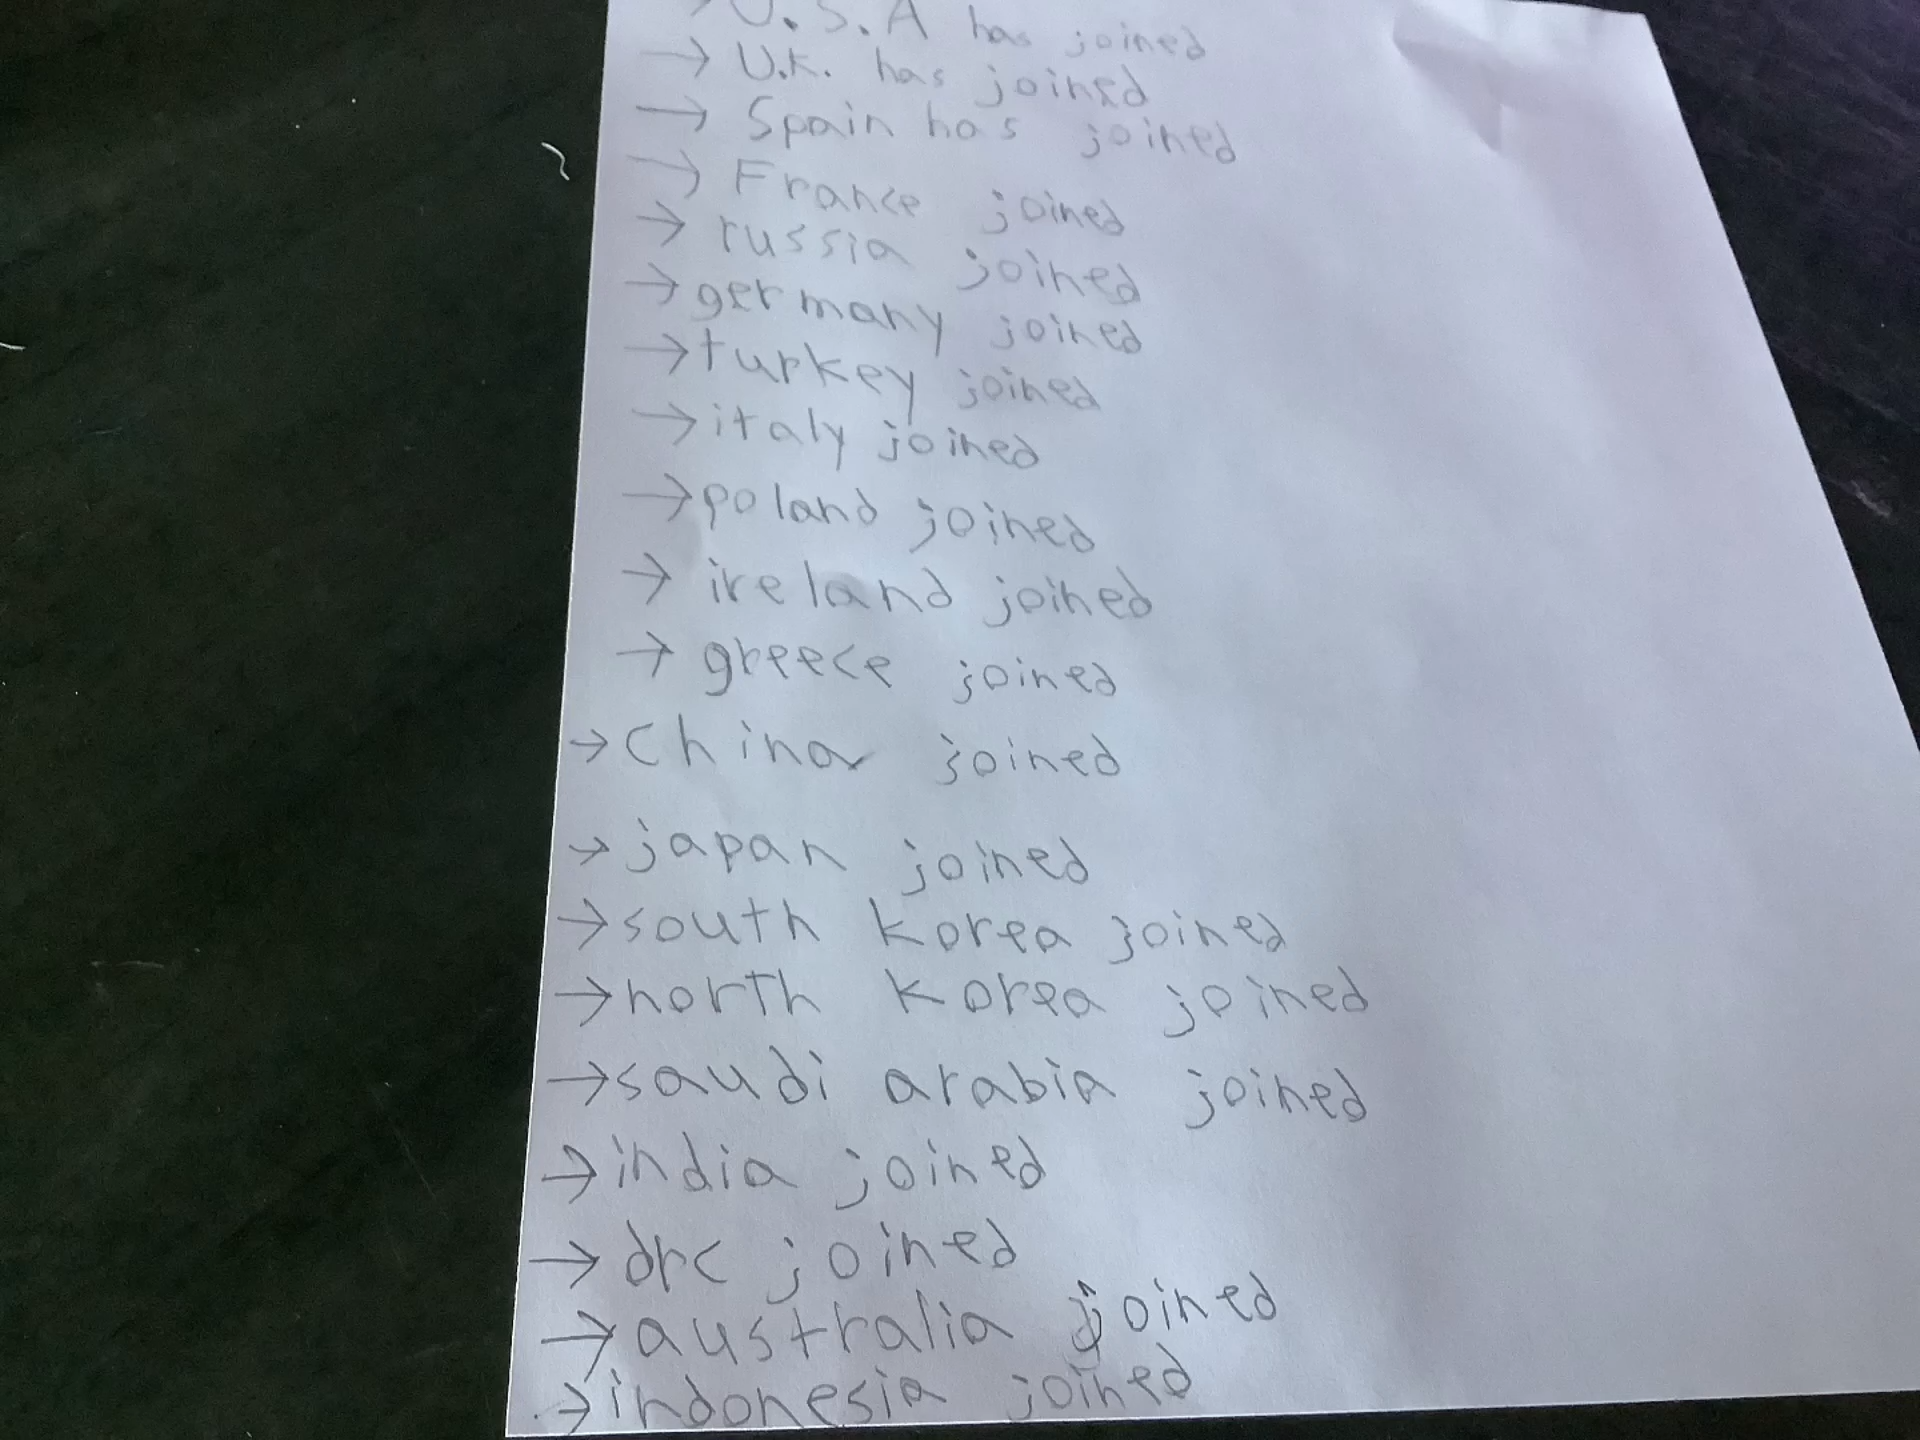 → U.S.A has joined
→ U.K. has joined
→ Spain has joined
→ France joined
→ russia joined
→ germany joined
→ turkey joined
→ italy joined
→ poland joined
→ ireland joined
→ greece joined
→ China joined
→ japan joined
→ south korea joined
→ north korea joined
→ saudi arabia joined
→ india joined
→ drc joined
→ australia joined
→ indonesia joined